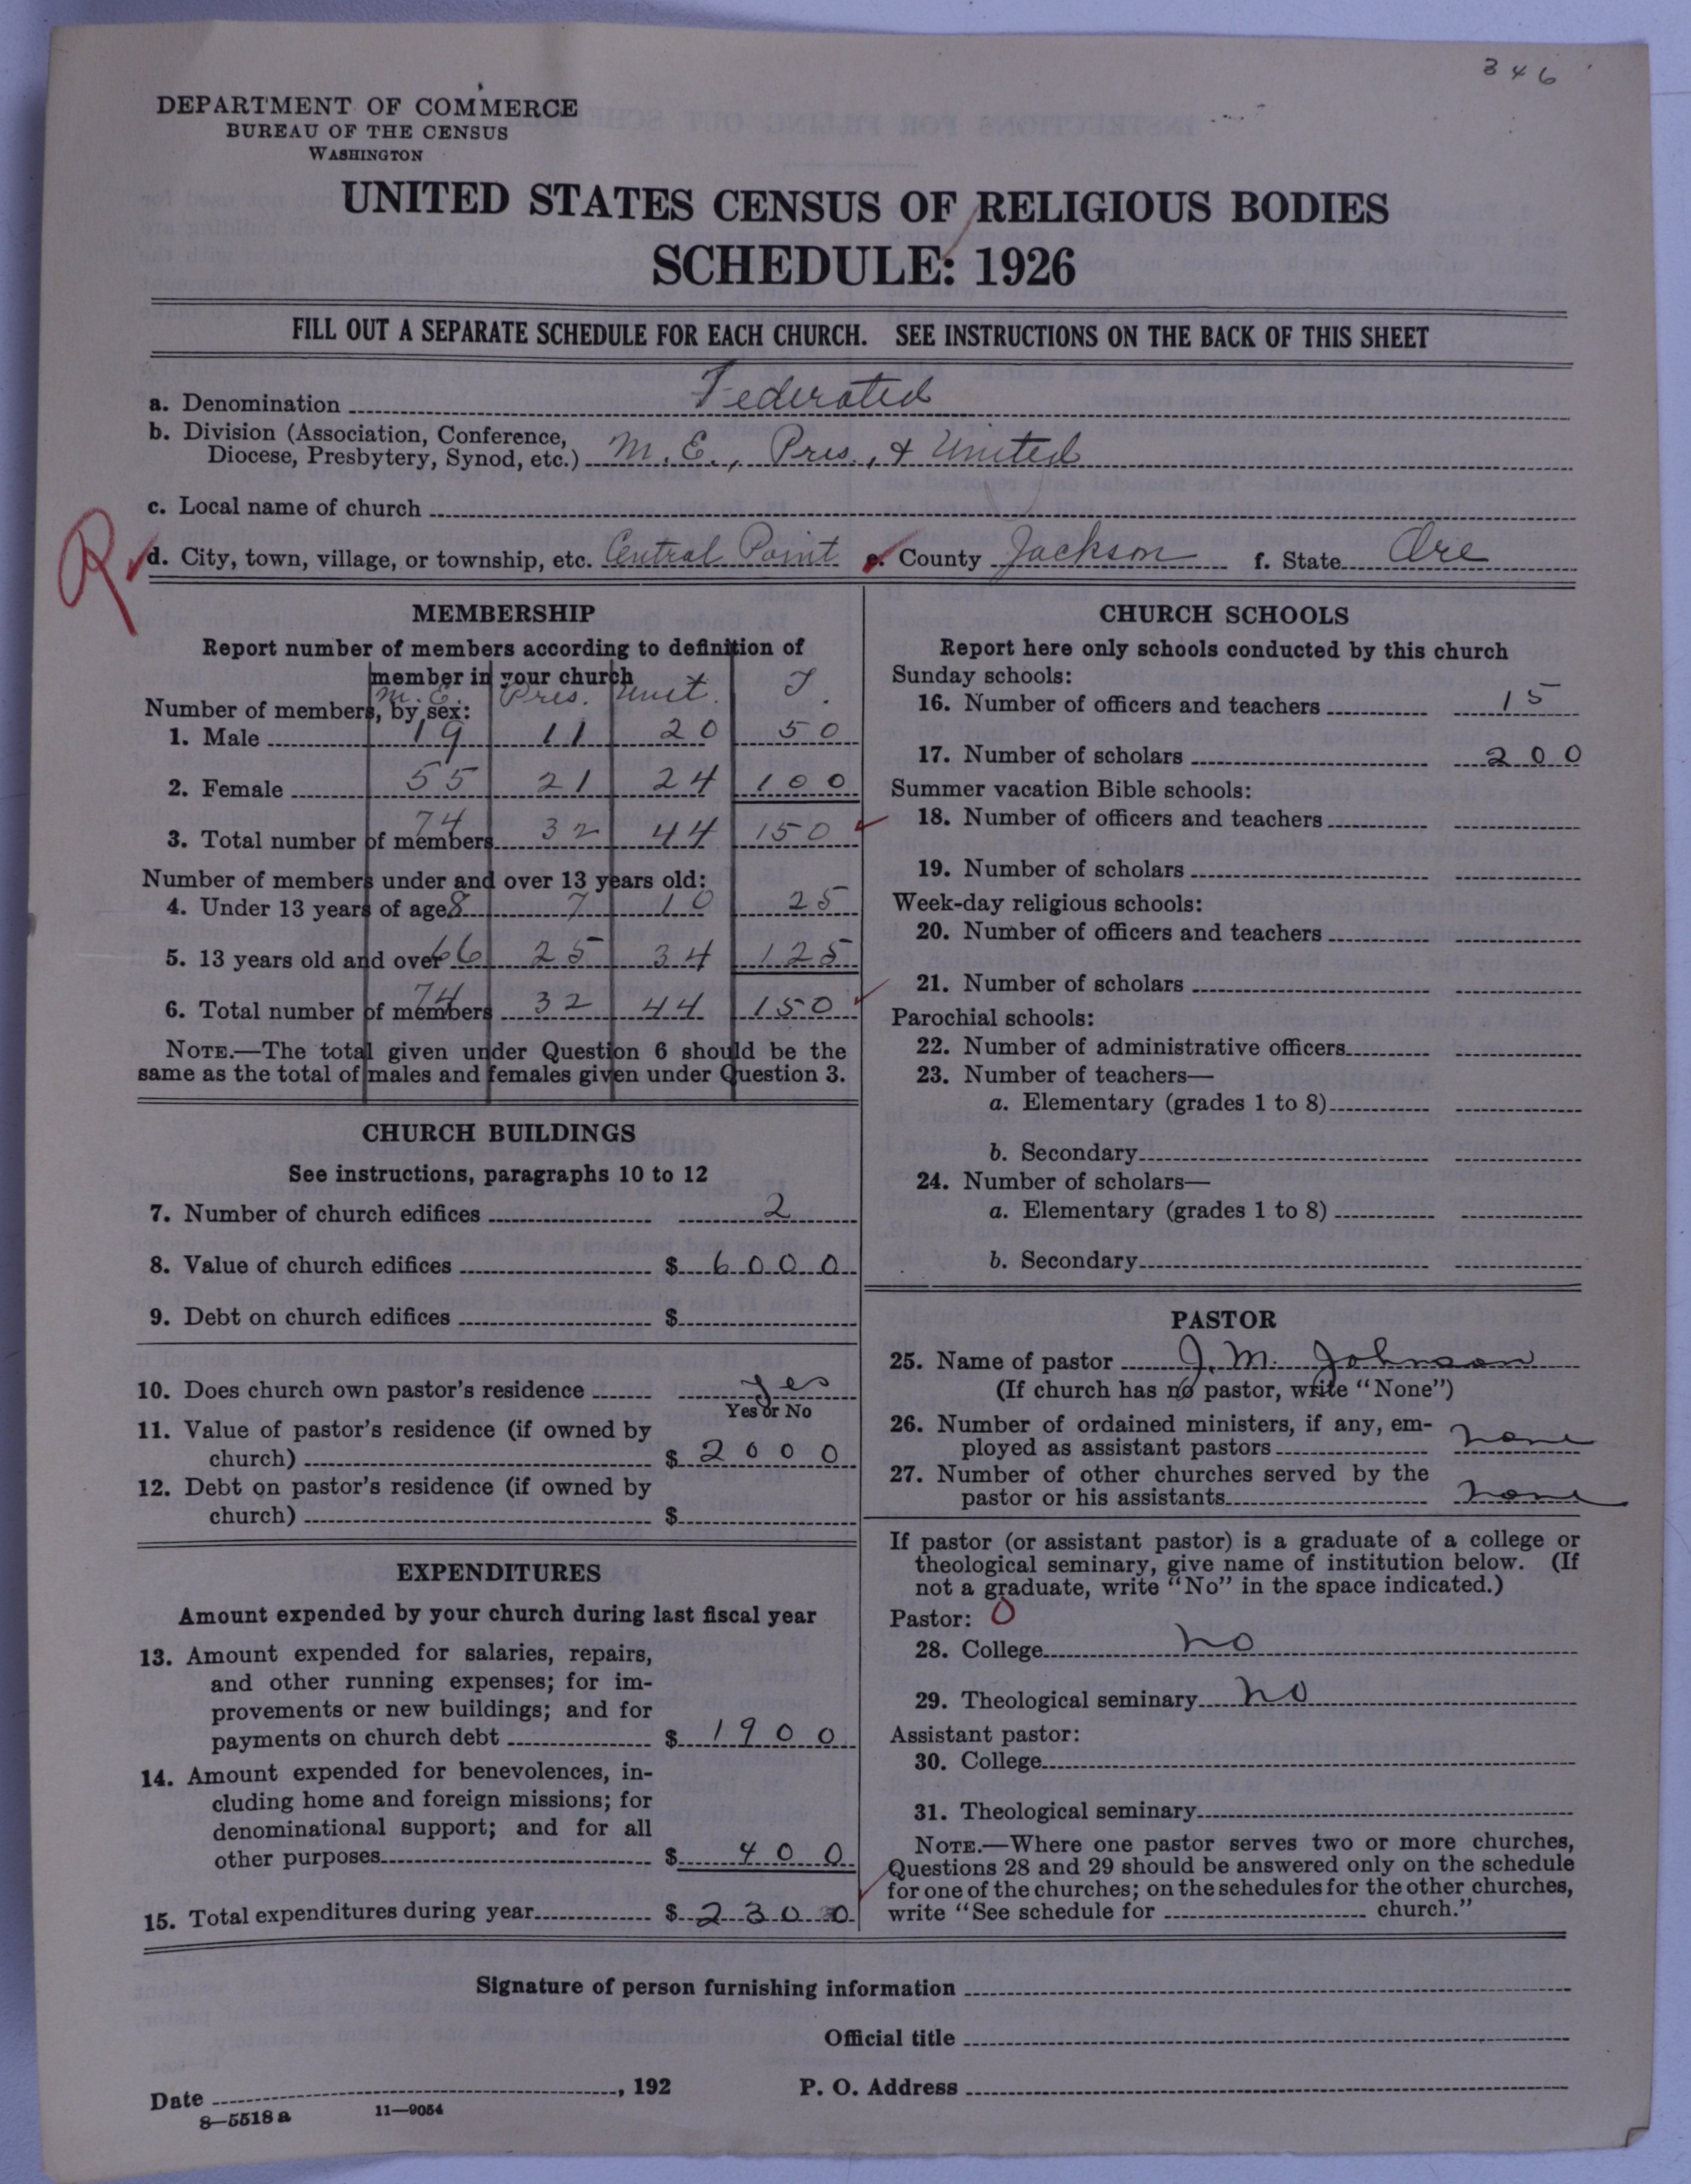 346
DEPARTMENT OF COMMERCE
BUREAU OF THE CENSUS
WASHINGTON
UNITED STATES CENSUS OF RELIGIOUS BODIES
SCHEDULE: 1926
FILL OUT A SEPARATE SCHEDULE FOR EACH CHURCH. SEE INSTRUCTIONS ON THE BACK OF THIS SHEET
a. Denomination Federated
b. Division (Association, Conference,
Diocese, Presbytery, Synod, etc.) M. E., Pres., & United
c. Local name of church
R d. City, town, village, or township, etc. Central Point e. County Jackson f. State Ore
MEMBERSHIP
Report number of members according to definition of
member in your church
M.E. Pres. Unit. T.
Number of members, by sex:
1. Male 19 11 20 50
2. Female 55 21 24 100
3. Total number of members 74 32 44 150
Number of members under and over 13 years old:
4. Under 13 years of age 8 7 10 25
5. 13 years old and over 66 25 34 125
6. Total number of members 74 32 44 150
NOTE.—The total given under Question 6 should be the
same as the total of males and females given under Question 3.
CHURCH BUILDINGS
See instructions, paragraphs 10 to 12
7. Number of church edifices 2
8. Value of church edifices $ 6000
9. Debt on church edifices $
10. Does church own pastor's residence yes
Yes or No
11. Value of pastor's residence (if owned by
church) $ 2000
12. Debt on pastor's residence (if owned by
church) $
EXPENDITURES
Amount expended by your church during last fiscal year
13. Amount expended for salaries, repairs,
and other running expenses; for im-
provements or new buildings; and for
payments on church debt $ 1900
14. Amount expended for benevolences, in-
cluding home and foreign missions; for
denominational support; and for all
other purposes $ 400
15. Total expenditures during year $ 2300
CHURCH SCHOOLS
Report here only schools conducted by this church
Sunday schools:
16. Number of officers and teachers 15
17. Number of scholars 200
Summer vacation Bible schools:
18. Number of officers and teachers
19. Number of scholars
Week-day religious schools:
20. Number of officers and teachers
21. Number of scholars
Parochial schools:
22. Number of administrative officers
23. Number of teachers—
a. Elementary (grades 1 to 8)
b. Secondary
24. Number of scholars—
a. Elementary (grades 1 to 8)
b. Secondary
PASTOR
25. Name of pastor J. M. Johnson
(If church has no pastor, write "None")
26. Number of ordained ministers, if any, em-
ployed as assistant pastors none
27. Number of other churches served by the
pastor or his assistants none
If pastor (or assistant pastor) is a graduate of a college or
theological seminary, give name of institution below. (If
not a graduate, write "No" in the space indicated.)
Pastor: 0
28. College no
29. Theological seminary no
Assistant pastor:
30. College
31. Theological seminary
NOTE.—Where one pastor serves two or more churches,
Questions 28 and 29 should be answered only on the schedule
for one of the churches; on the schedules for the other churches,
write "See schedule for church."
Signature of person furnishing information
Official title
Date , 192 P. O. Address
8—5518 a 11—9054